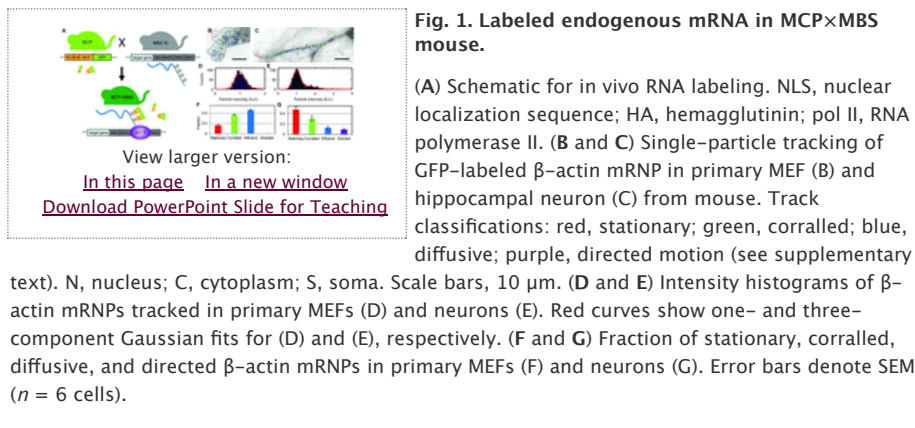 Fig. 1. Labeled endogenous mRNA in MCP×MBS
mouse.
(A) Schematic for in vivo RNA labeling. NLS, nuclear
localization sequence; HA, hemagglutinin; pol II, RNA
polymerase II. (B and C) Single-particle tracking of
GFP-labeled β-actin mRNP in primary MEF (B) and
hippocampal neuron (C) from mouse. Track
classifications: red, stationary; green, corralled; blue,
diffusive; purple, directed motion (see supplementary
text). N, nucleus; C, cytoplasm; S, soma. Scale bars, 10 μm. (D and E) Intensity histograms of β-
actin mRNPs tracked in primary MEFs (D) and neurons (E). Red curves show one- and three-
component Gaussian fits for (D) and (E), respectively. (F and G) Fraction of stationary, corralled,
diffusive, and directed β-actin mRNPs in primary MEFs (F) and neurons (G). Error bars denote SEM
(n = 6 cells).
A
MCP
X
B
C
D
E
F
G
View larger version:
In this page In a new window
Download PowerPoint Slide for Teaching